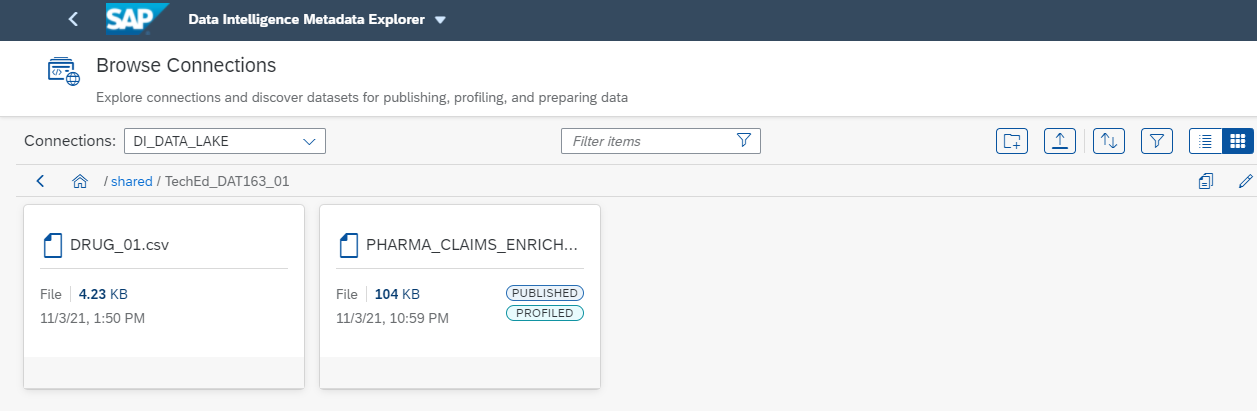 SAP Data Intelligence Metadata Explorer
Browse Connections
Explore connections and discover datasets for publishing, profiling, and preparing data
Connections: DI_DATA_LAKE Filter items
/ shared / TechEd_DAT163_01
DRUG_01.csv
File 4.23 KB
11/3/21, 1:50 PM
PHARMA_CLAIMS_ENRICH...
File 104 KB PUBLISHED
11/3/21, 10:59 PM PROFILED